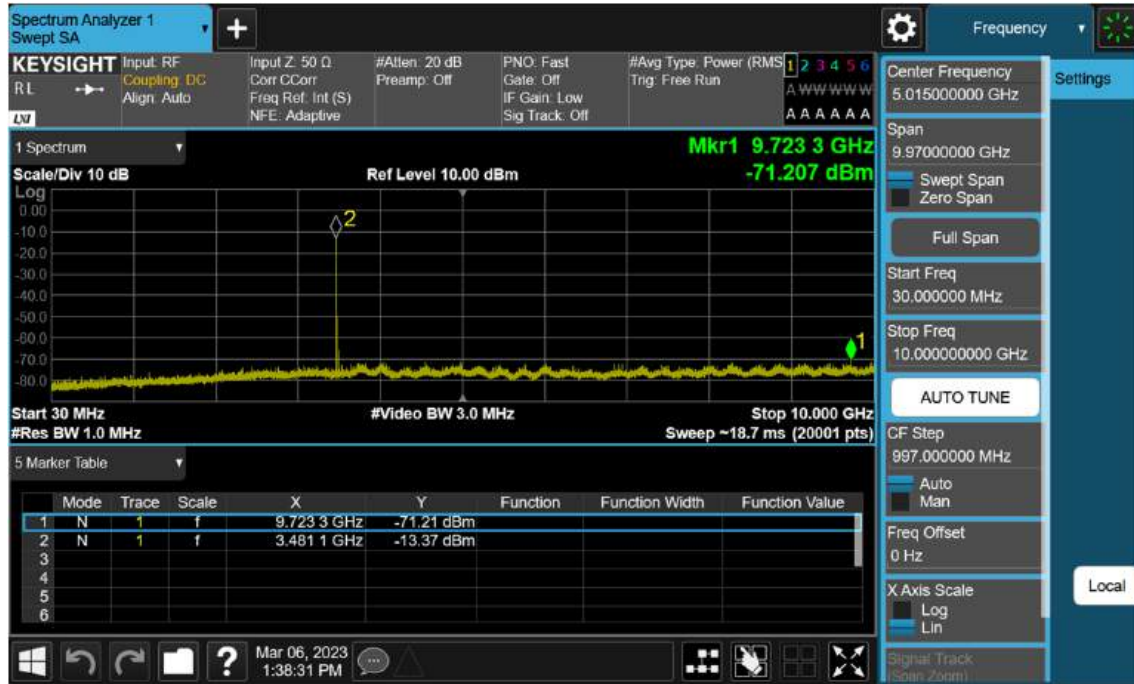 Spectrum Analyzer 1
Swept SA
Frequency
KEYSIGHT
RL
LXI
Input: RF
Coupling: DC
Align: Auto
Input Z: 50 Ω
Corr CCorr
Freq Ref: Int (S)
NFE: Adaptive
#Atten: 20 dB
Preamp: Off
PNO: Fast
Gate: Off
IF Gain: Low
Sig Track: Off
#Avg Type: Power (RMS
Trig: Free Run
1 2 3 4 5 6
A W W W W W
A A A A A A
Center Frequency
5.015000000 GHz
Settings
1 Spectrum
Mkr1 9.723 3 GHz
-71.207 dBm
Scale/Div 10 dB
Ref Level 10.00 dBm
Log
0.00
-10.0
-20.0
-30.0
-40.0
-50.0
-60.0
-70.0
-80.0
2
1
Start 30 MHz
#Video BW 3.0 MHz
Stop 10.000 GHz
#Res BW 1.0 MHz
Sweep ~18.7 ms (20001 pts)
Span
9.97000000 GHz
Swept Span
Zero Span
Full Span
Start Freq
30.000000 MHz
Stop Freq
10.000000000 GHz
AUTO TUNE
CF Step
997.000000 MHz
Auto
Man
Freq Offset
0 Hz
X Axis Scale
Log
Lin
Signal Track
(Span Zoom)
Local
5 Marker Table
Mode Trace Scale X Y Function Function Width Function Value
1 N 1 f 9.723 3 GHz -71.21 dBm
2 N 1 f 3.481 1 GHz -13.37 dBm
3
4
5
6
Mar 06, 2023
1:38:31 PM